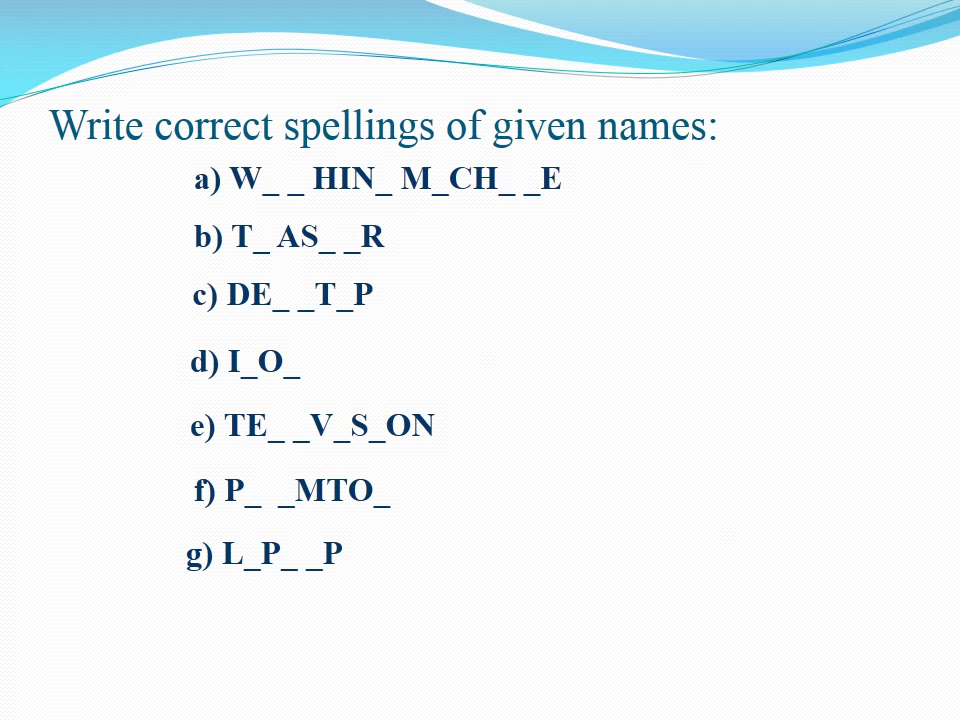 Write correct spellings of given names:
a) W_ _ HIN_ M_CH_ _E
b) T_ AS_ _R
c) DE_ _T_P
d) I_O_
e) TE_ _V_S_ON
f) P_  _MTO_
g) L_P_ _P